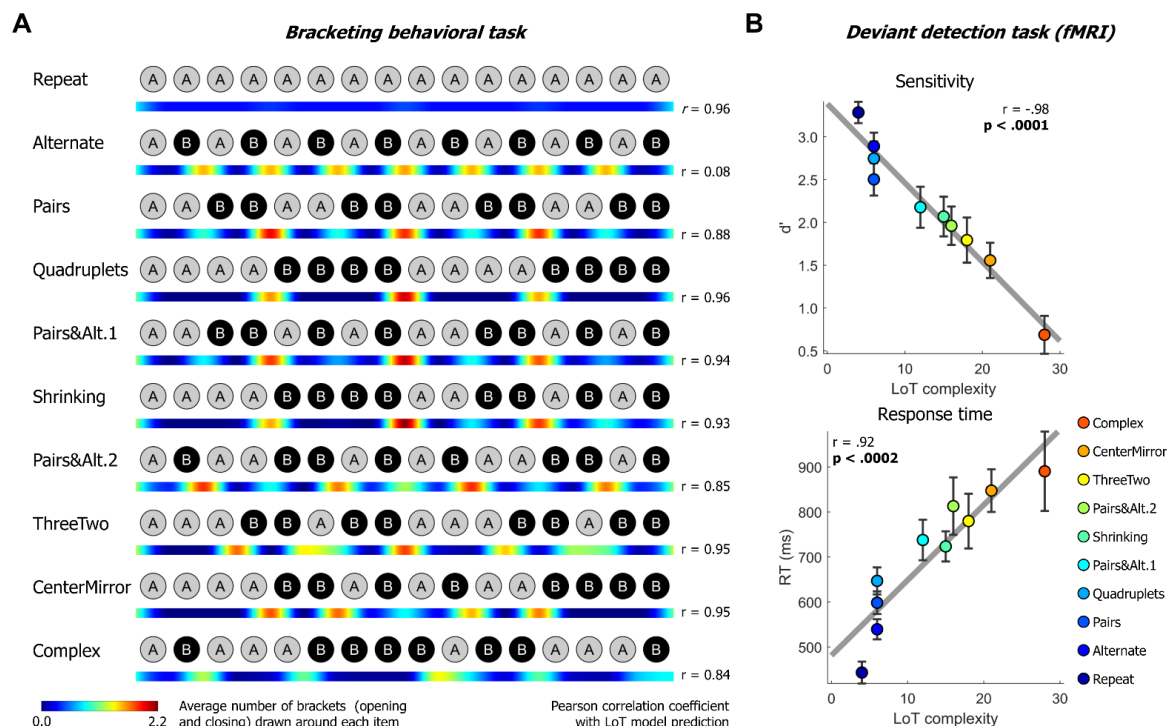 A
Bracketing behavioral task
Repeat
A A A A A A A A A A A A A A A A
r = 0.96
Alternate
A B A B A B A B A B A B A B A B
r = 0.08
Pairs
A A B B A A B B A A B B A A B B
r = 0.88
Quadruplets
A A A A B B B B A A A A B B B B
r = 0.96
Pairs&Alt.1
A A B B A B A B A A B B A B A B
r = 0.94
Shrinking
A A A A B B B B A A B B A B A B
r = 0.93
Pairs&Alt.2
A B A A B B A B A B A A B B A B
r = 0.85
ThreeTwo
A A A B B A B B A A A B B A B B
r = 0.95
CenterMirror
A A A A B B A B A B A A B B B B
r = 0.95
Complex
A B A A A B B B B A B B A A A B
r = 0.84
0.0
2.2
Average number of brackets (opening
and closing) drawn around each item
Pearson correlation coefficient
with LoT model prediction
B
Deviant detection task (fMRI)
Sensitivity
r = -.98
p < .0001
3.0
2.5
2.0
1.5
1.0
0.5
d'
0 10 20 30
LoT complexity
Response time
r = .92
p < .0002
900
800
700
600
500
RT (ms)
0 10 20 30
LoT complexity
Complex
CenterMirror
ThreeTwo
Pairs&Alt.2
Shrinking
Pairs&Alt.1
Quadruplets
Pairs
Alternate
Repeat